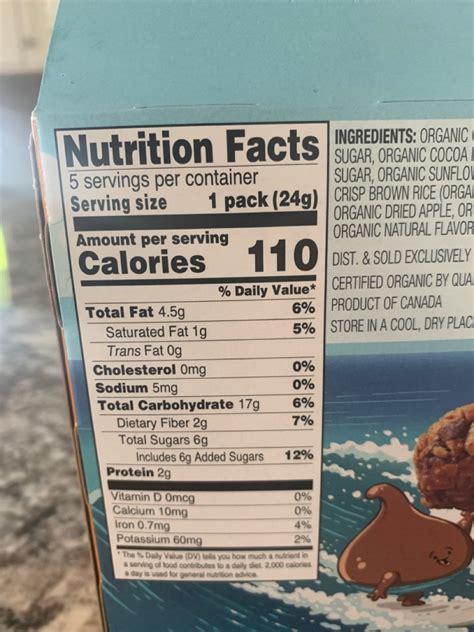 Nutrition Facts
5 servings per container
Serving size 1 pack (24g)
Amount per serving
Calories 110
% Daily Value*
Total Fat 4.5g 6%
Saturated Fat 1g 5%
Trans Fat 0g
Cholesterol 0mg 0%
Sodium 5mg 0%
Total Carbohydrate 17g 6%
Dietary Fiber 2g 7%
Total Sugars 6g
Includes 6g Added Sugars 12%
Protein 2g
Vitamin D 0mcg 0%
Calcium 10mg 0%
Iron 0.7mg 4%
Potassium 60mg 2%
* The % Daily Value (DV) tells you how much a nutrient in
a serving of food contributes to a daily diet. 2,000 calories
a day is used for general nutrition advice.
INGREDIENTS: ORGANIC
SUGAR, ORGANIC COCOA
SUGAR, ORGANIC
CRISP BROWN RICE
ORGANIC DRIED APPLE,
ORGANIC NATURAL
DIST. & SOLD EXCLUSIVELY
CERTIFIED ORGANIC BY
PRODUCT OF CANADA
STORE IN A COOL, DRY